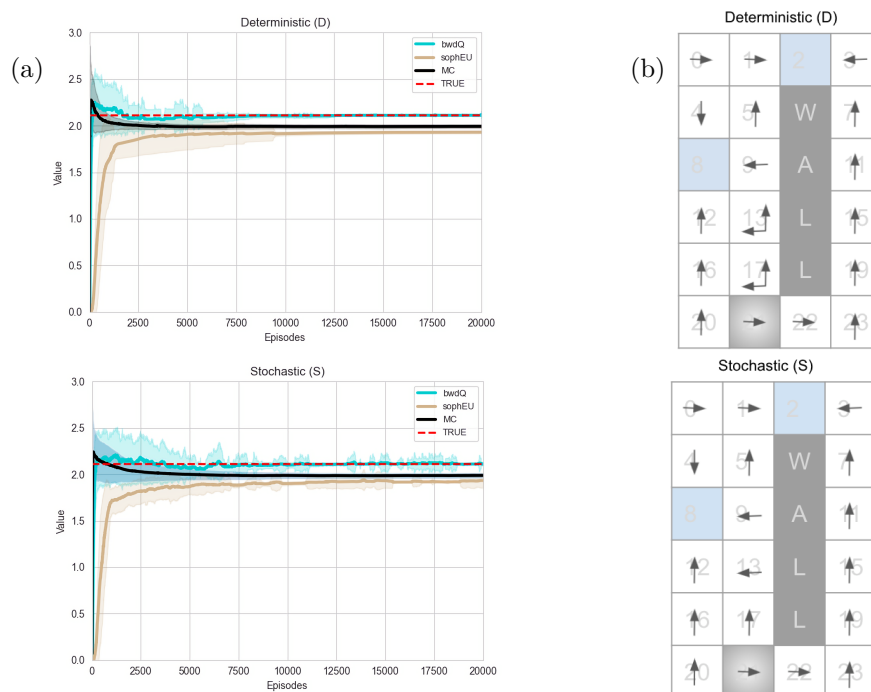 (a)
Deterministic (D)
bwdQ
sophEU
MC
TRUE
Value
3.0
2.5
2.0
1.5
1.0
0.5
0.0
0 2500 5000 7500 10000 12500 15000 17500 20000
Episodes
Stochastic (S)
bwdQ
sophEU
MC
TRUE
Value
3.0
2.5
2.0
1.5
1.0
0.5
0.0
0 2500 5000 7500 10000 12500 15000 17500 20000
Episodes
(b)
Deterministic (D)
0 1 2 3
4 5 W 7
8 9 A 11
12 13 L 15
16 17 L 19
20 22 23
Stochastic (S)
0 1 2 3
4 5 W 7
8 9 A 11
12 13 L 15
16 17 L 19
20 22 23